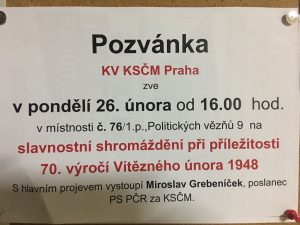 Pozvánka
KV KSČM Praha
zve
v pondělí 26. února od 16.00 hod.
v místnosti č. 76/1.p.,Politických vězňů 9 na
slavnostní shromáždění při příležitosti
70. výročí Vítězného února 1948
S hlavním projevem vystoupí Miroslav Grebeníček, poslanec
PS PČR za KSČM.